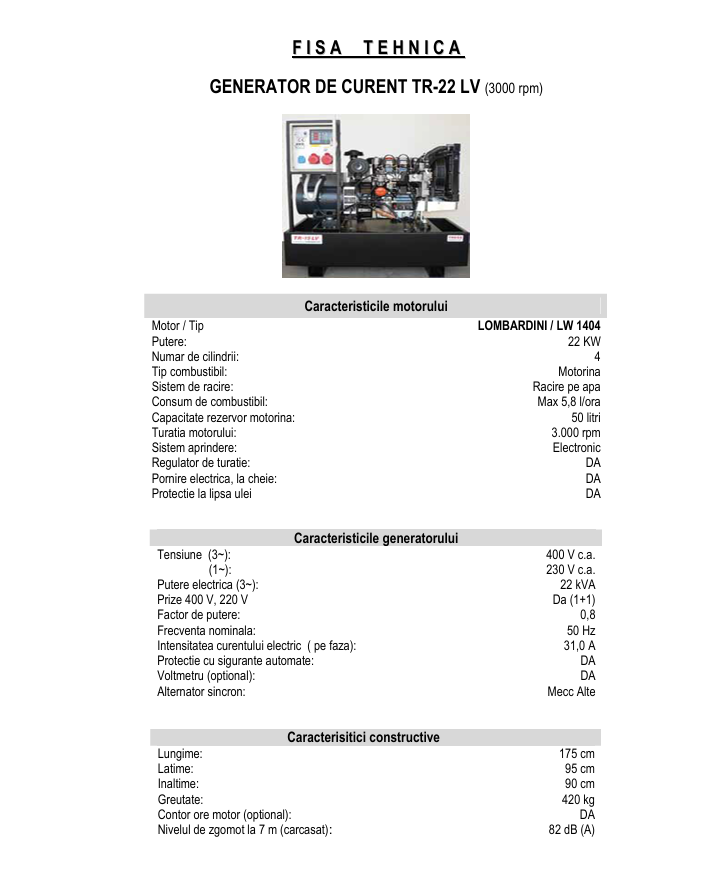 FISA TEHNICA
GENERATOR DE CURENT TR-22 LV (3000 rpm)
Caracteristicile motorului
Motor / Tip LOMBARDINI / LW 1404
Putere: 22 KW
Numar de cilindrii: 4
Tip combustibil: Motorina
Sistem de racire: Racire pe apa
Consum de combustibil: Max 5,8 l/ora
Capacitate rezervor motorina: 50 litri
Turatia motorului: 3.000 rpm
Sistem aprindere: Electronic
Regulator de turatie: DA
Pornire electrica, la cheie: DA
Protectie la lipsa ulei DA
Caracteristicile generatorului
Tensiune (3~): 400 V c.a.
(1~): 230 V c.a.
Putere electrica (3~): 22 kVA
Prize 400 V, 220 V Da (1+1)
Factor de putere: 0,8
Frecventa nominala: 50 Hz
Intensitatea curentului electric ( pe faza): 31,0 A
Protectie cu sigurante automate: DA
Voltmetru (optional): DA
Alternator sincron: Mecc Alte
Caracterisitici constructive
Lungime: 175 cm
Latime: 95 cm
Inaltime: 90 cm
Greutate: 420 kg
Contor ore motor (optional): DA
Nivelul de zgomot la 7 m (carcasat): 82 dB (A)